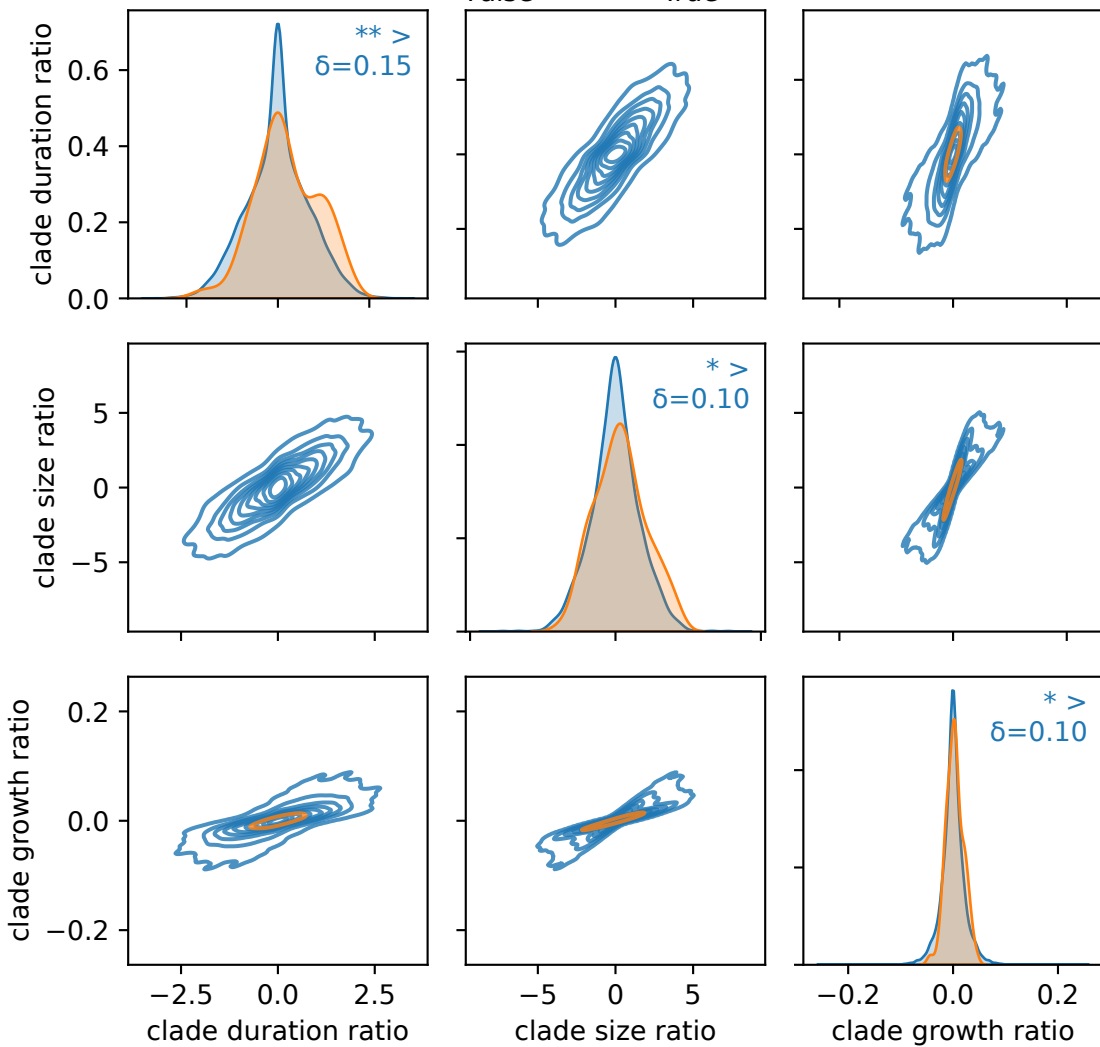 clade duration ratio
0.6
0.4
0.2
0.0
** >
δ=0.15
clade size ratio
5
0
−5
* >
δ=0.10
clade growth ratio
0.2
0.0
−0.2
* >
δ=0.10
−2.5 0.0 2.5
−5 0 5
−0.2 0.0 0.2
clade duration ratio
clade size ratio
clade growth ratio